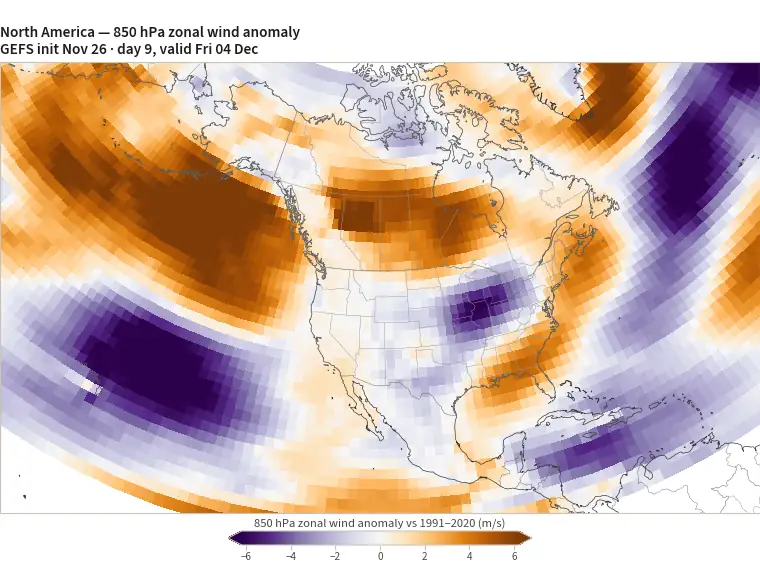 North America — 850 hPa zonal wind anomaly
GEFS init Nov 26 · day 9, valid Fri 04 Dec
850 hPa zonal wind anomaly vs 1991–2020 (m/s)
−6 −4 −2 0 2 4 6